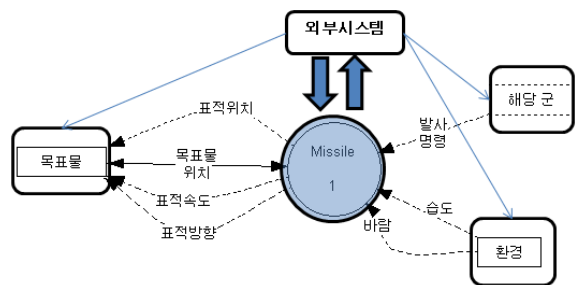 외부시스템
해당 군
표적위치
발사
명령
Missile
목표물
목표물
위치
1
습도
표적속도
바람
표적방향
환경